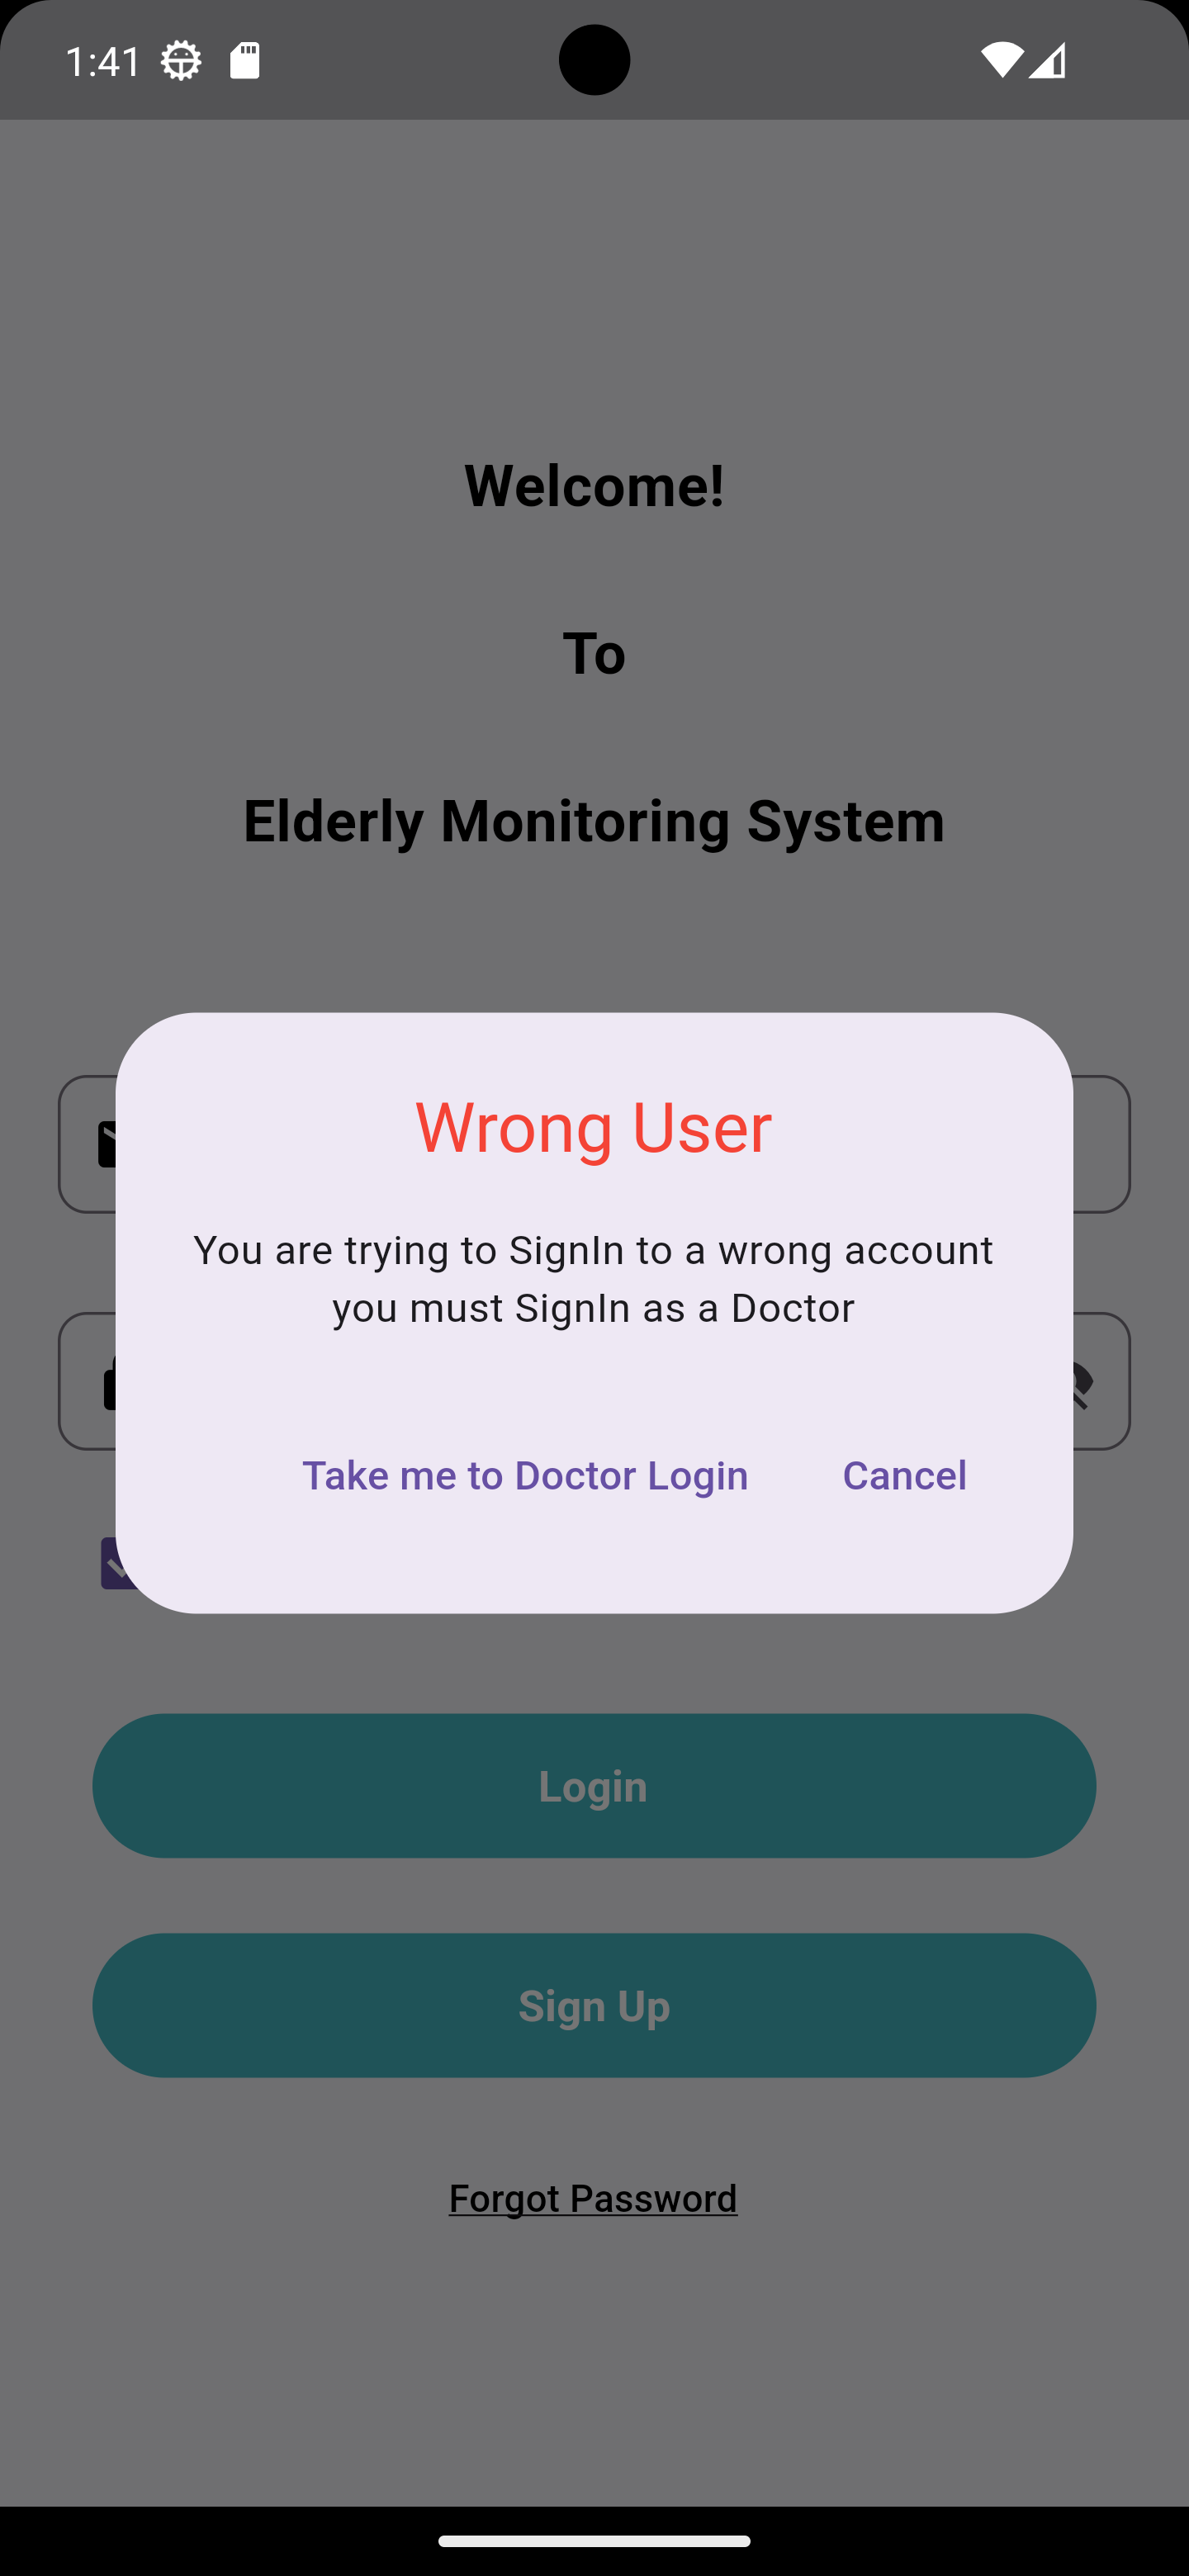 1:41
Welcome!
To
Elderly Monitoring System
Wrong User
You are trying to SignIn to a wrong account
you must SignIn as a Doctor
Take me to Doctor Login Cancel
Login
Sign Up
Forgot Password